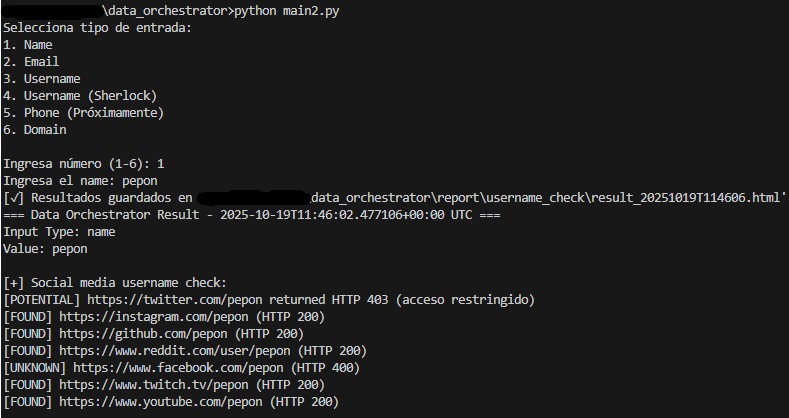 \data_orchestrator>python main2.py
Selecciona tipo de entrada:
1. Name
2. Email
3. Username
4. Username (Sherlock)
5. Phone (Próximamente)
6. Domain
Ingresa número (1-6): 1
Ingresa el name: pepon
[√] Resultados guardados en data_orchestrator\report\username_check\result_20251019T114606.html'
=== Data Orchestrator Result - 2025-10-19T11:46:02.477106+00:00 UTC ===
Input Type: name
Value: pepon
[+] Social media username check:
[POTENTIAL] https://twitter.com/pepon returned HTTP 403 (acceso restringido)
[FOUND] https://instagram.com/pepon (HTTP 200)
[FOUND] https://github.com/pepon (HTTP 200)
[FOUND] https://www.reddit.com/user/pepon (HTTP 200)
[UNKNOWN] https://www.facebook.com/pepon (HTTP 400)
[FOUND] https://www.twitch.tv/pepon (HTTP 200)
[FOUND] https://www.youtube.com/pepon (HTTP 200)